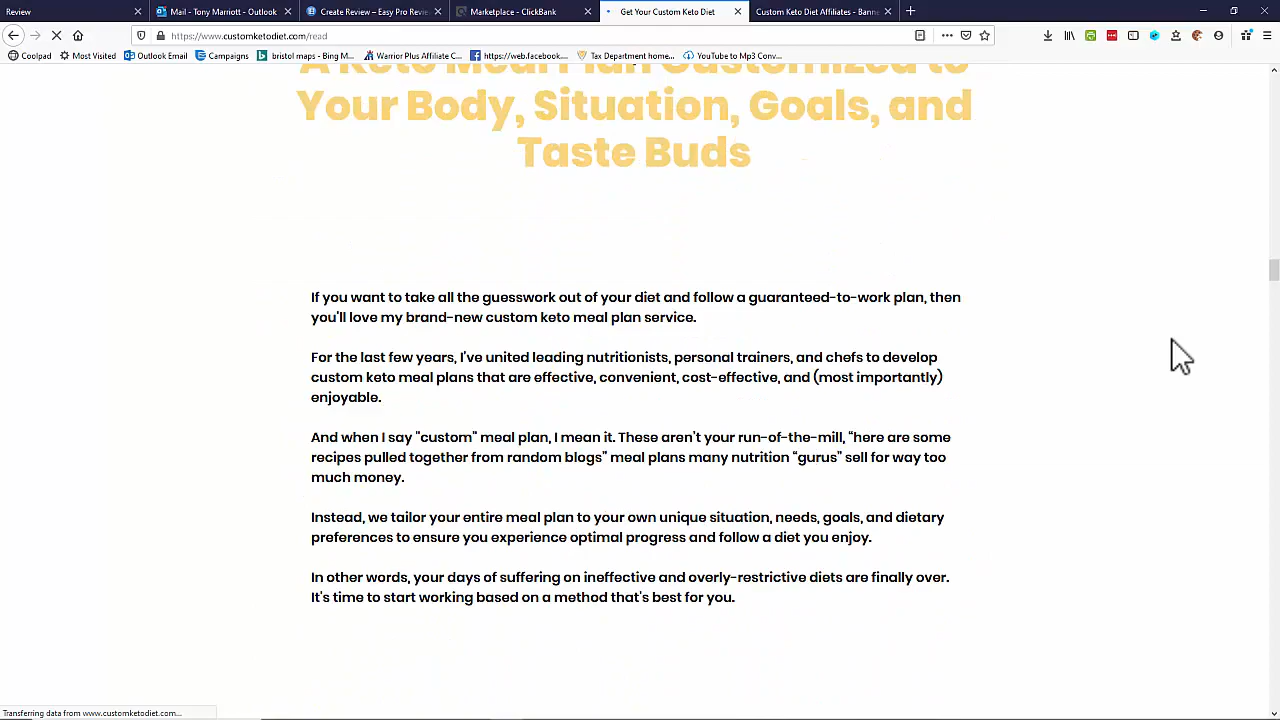 Review
Mail - Tony Marriott - Outlook
Create Review – Easy Pro Revie
Marketplace - ClickBank
Get Your Custom Keto Diet
Custom Keto Diet Affiliates - Banne
https://www.customketodiet.com/read
Coolpad
Most Visited
Outlook Email
Campaigns
bristol maps - Bing M...
Warrior Plus Affiliate C...
https://web.facebook....
Tax Department home...
YouTube to Mp3 Conv...
A Keto Meal Plan Customized to
Your Body, Situation, Goals, and
Taste Buds
If you want to take all the guesswork out of your diet and follow a guaranteed-to-work plan, then
you'll love my brand-new custom keto meal plan service.
For the last few years, I've united leading nutritionists, personal trainers, and chefs to develop
custom keto meal plans that are effective, convenient, cost-effective, and (most importantly)
enjoyable.
And when I say "custom" meal plan, I mean it. These aren't your run-of-the-mill, “here are some
recipes pulled together from random blogs” meal plans many nutrition “gurus” sell for way too
much money.
Instead, we tailor your entire meal plan to your own unique situation, needs, goals, and dietary
preferences to ensure you experience optimal progress and follow a diet you enjoy.
In other words, your days of suffering on ineffective and overly-restrictive diets are finally over.
It's time to start working based on a method that's best for you.
Transferring data from www.customketodiet.com...